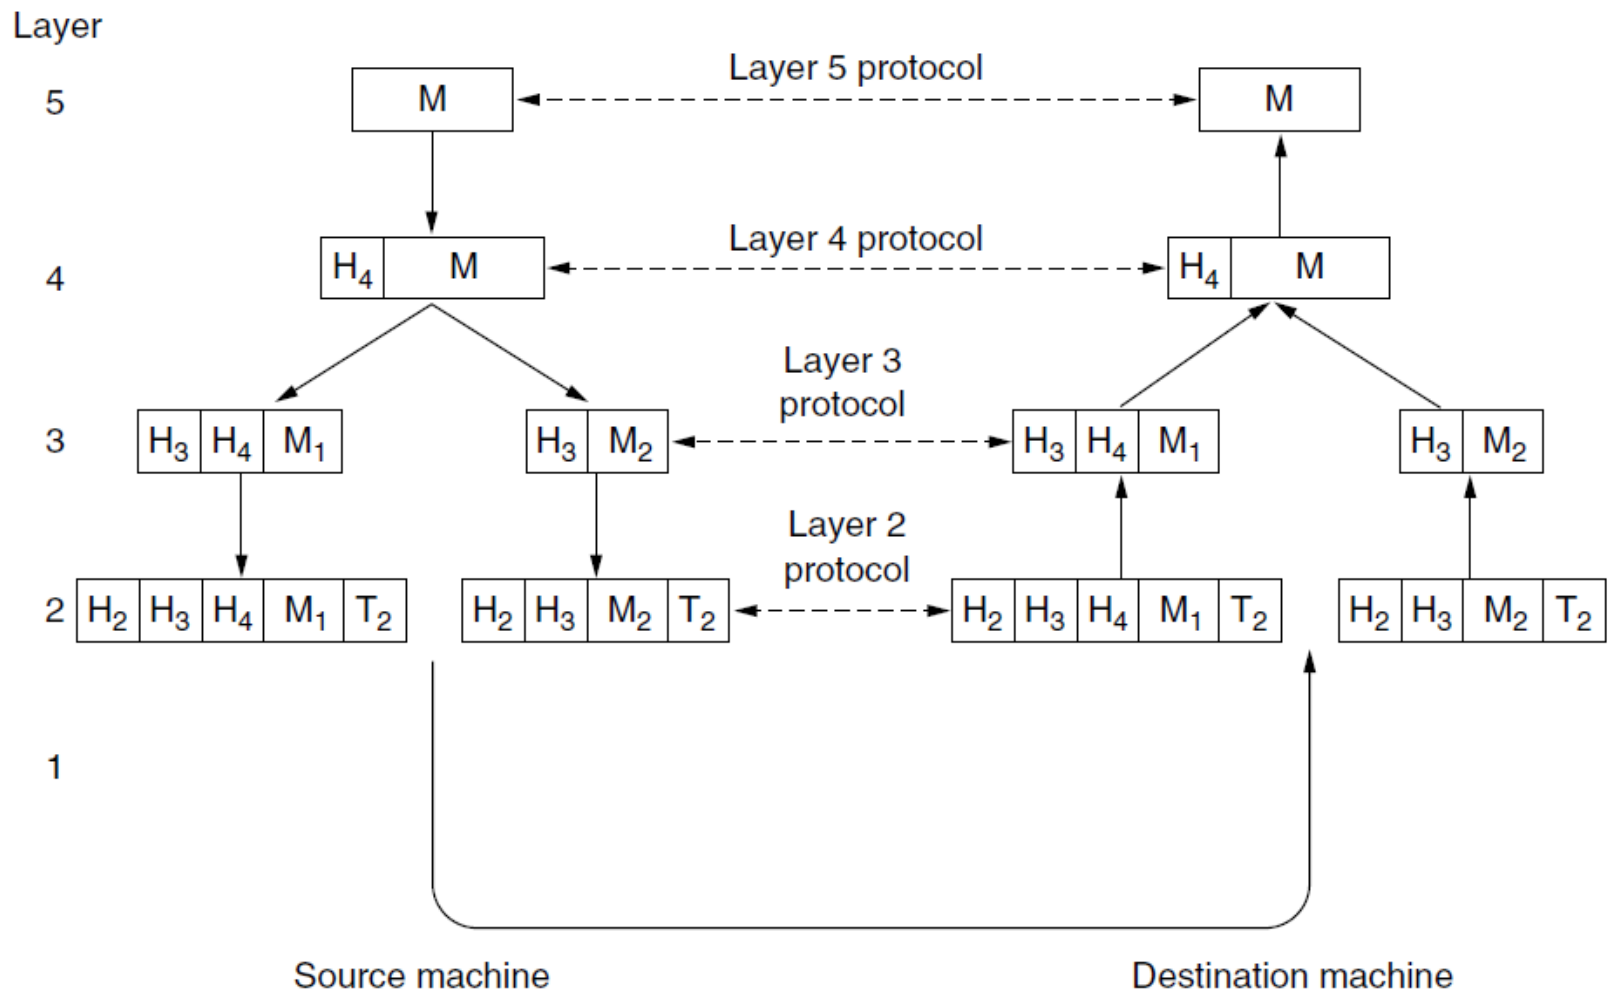 Layer
5 M Layer 5 protocol M
4 H₄ M Layer 4 protocol H₄ M
Layer 3
protocol
3 H₃ H₄ M₁ H₃ M₂ H₃ H₄ M₁ H₃ M₂
Layer 2
protocol
2 H₂ H₃ H₄ M₁ T₂ H₂ H₃ M₂ T₂ H₂ H₃ H₄ M₁ T₂ H₂ H₃ M₂ T₂
1
Source machine Destination machine